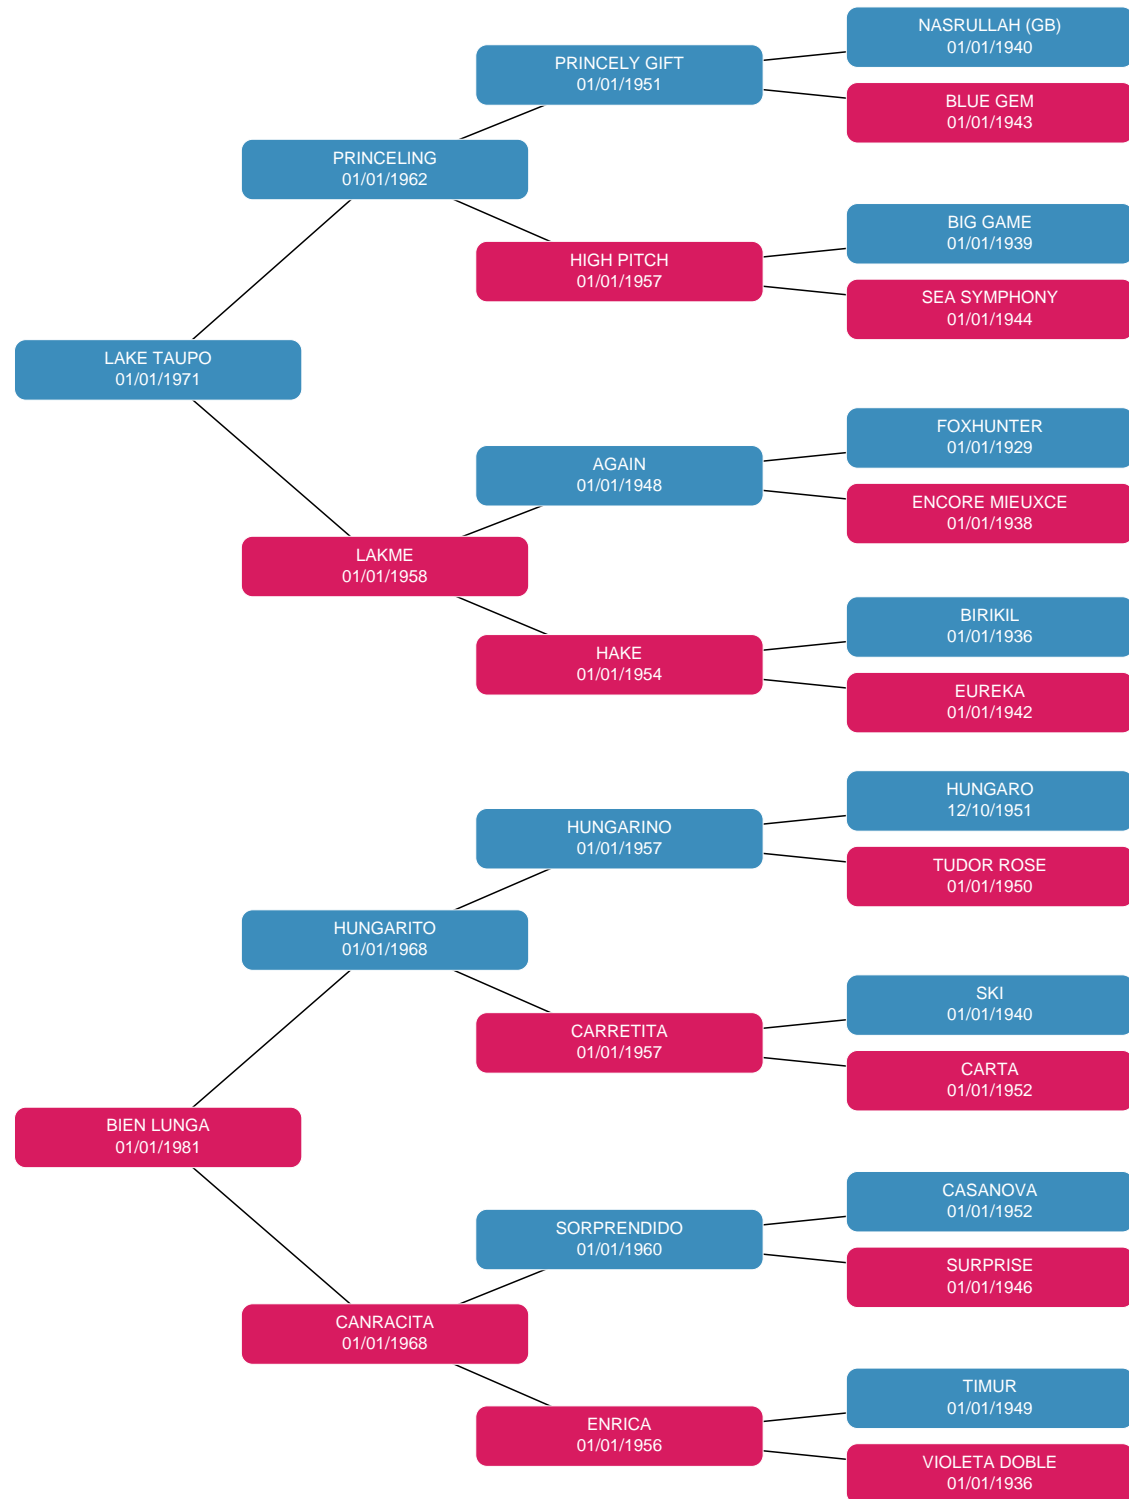 NASRULLAH (GB)
01/01/1940
PRINCELY GIFT
01/01/1951
BLUE GEM
01/01/1943
PRINCELING
01/01/1962
BIG GAME
01/01/1939
HIGH PITCH
01/01/1957
SEA SYMPHONY
01/01/1944
LAKE TAUPO
01/01/1971
FOXHUNTER
01/01/1929
AGAIN
01/01/1948
ENCORE MIEUXCE
01/01/1938
LAKME
01/01/1958
BIRIKIL
01/01/1936
HAKE
01/01/1954
EUREKA
01/01/1942
HUNGARO
12/10/1951
HUNGARINO
01/01/1957
TUDOR ROSE
01/01/1950
HUNGARITO
01/01/1968
SKI
01/01/1940
CARRETITA
01/01/1957
CARTA
01/01/1952
BIEN LUNGA
01/01/1981
CASANOVA
01/01/1952
SORPRENDIDO
01/01/1960
SURPRISE
01/01/1946
CANRACITA
01/01/1968
TIMUR
01/01/1949
ENRICA
01/01/1956
VIOLETA DOBLE
01/01/1936